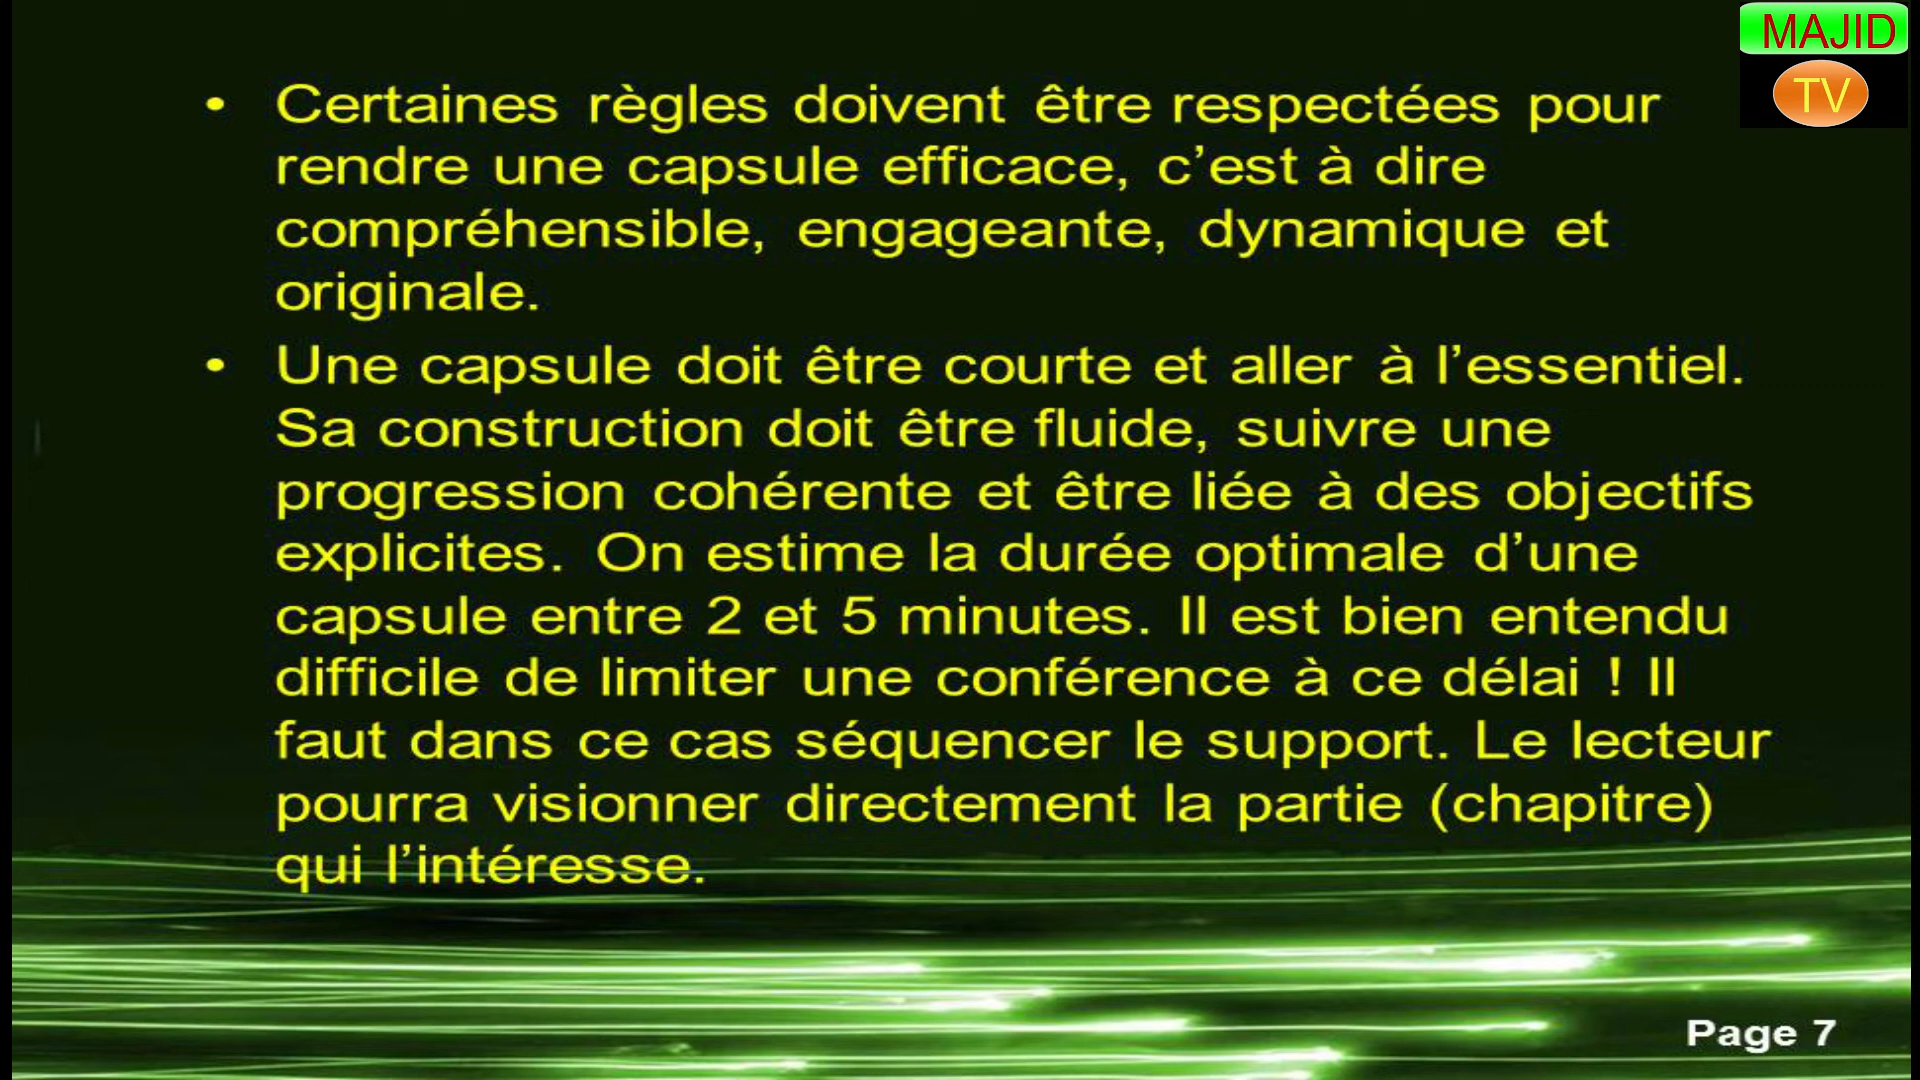 MAJID
TV
• Certaines règles doivent être respectées pour
rendre une capsule efficace, c’est à dire
compréhensible, engageante, dynamique et
originale.
• Une capsule doit être courte et aller à l’essentiel.
Sa construction doit être fluide, suivre une
progression cohérente et être liée à des objectifs
explicites. On estime la durée optimale d’une
capsule entre 2 et 5 minutes. Il est bien entendu
difficile de limiter une conférence à ce délai ! Il
faut dans ce cas séquencer le support. Le lecteur
pourra visionner directement la partie (chapitre)
qui l’intéresse.
Page 7